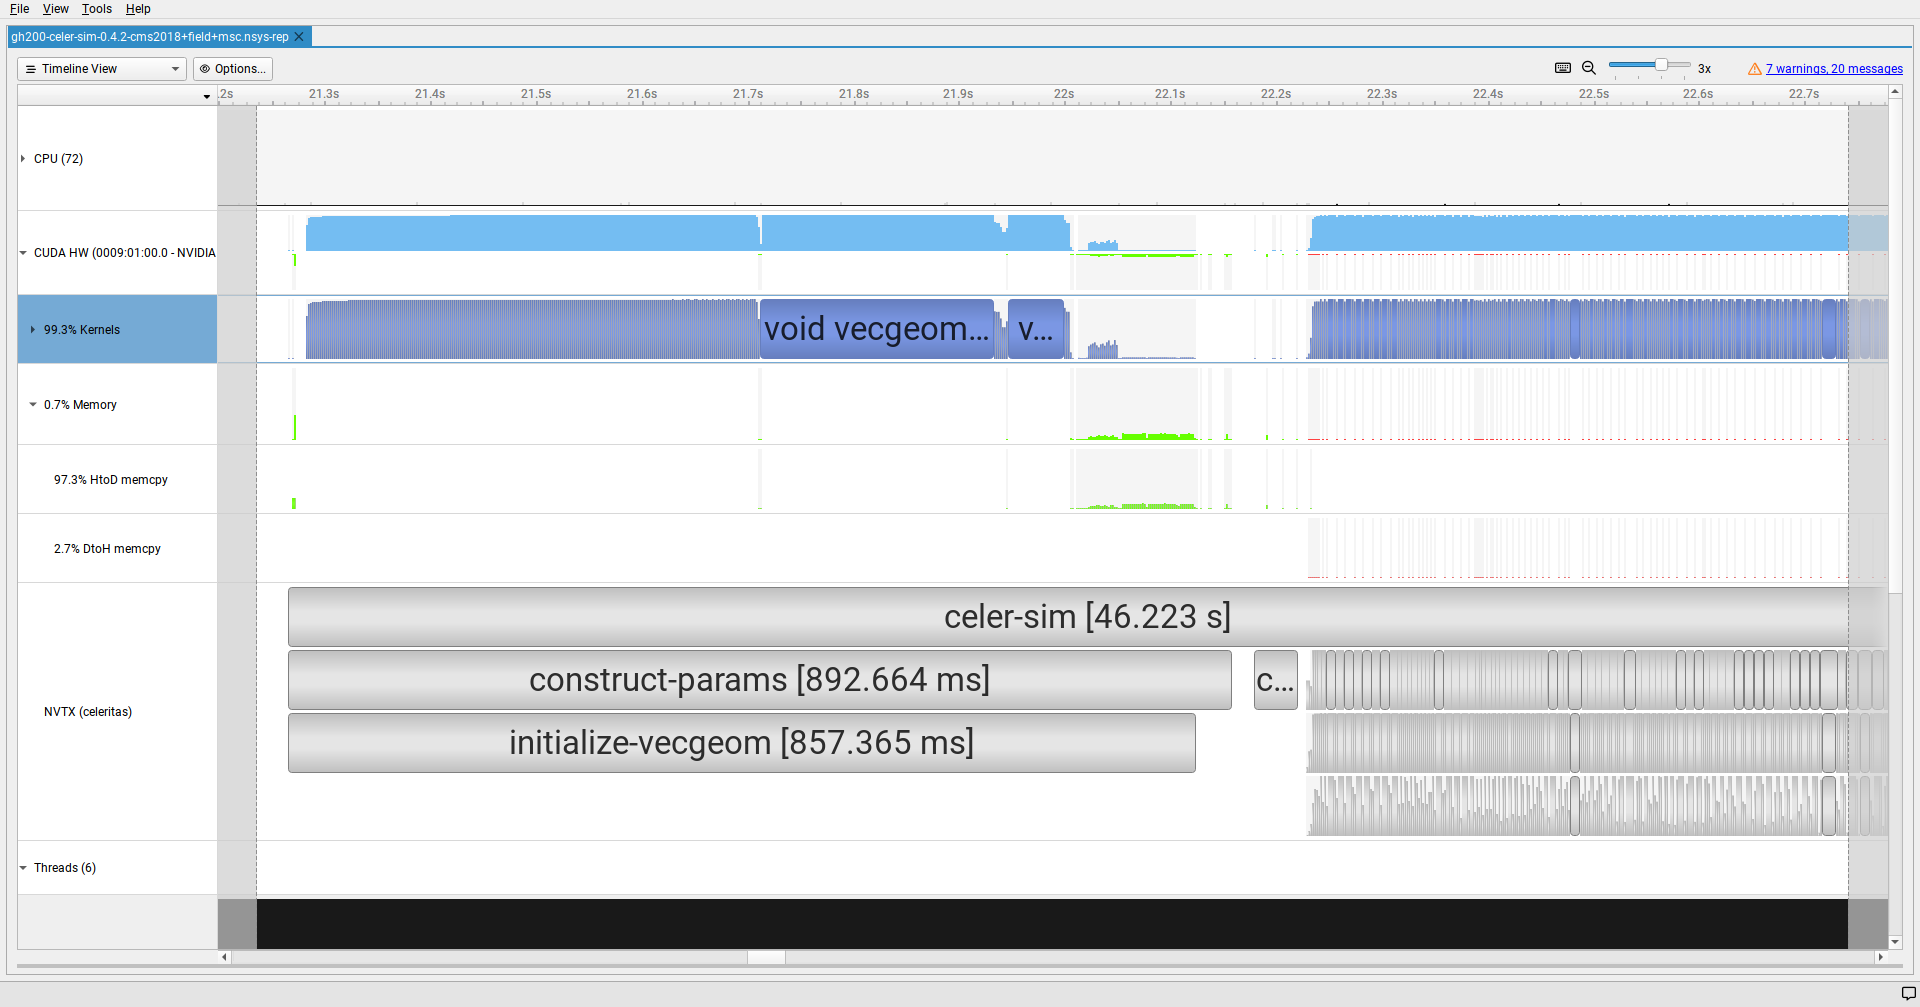 File View Tools Help
gh200-celer-sim-0.4.2-cms2018+field+msc.nsys-rep
Timeline View Options... 3x 7 warnings, 20 messages
.2s 21.3s 21.4s 21.5s 21.6s 21.7s 21.8s 21.9s 22s 22.1s 22.2s 22.3s 22.4s 22.5s 22.6s 22.7s
CPU (72)
CUDA HW (0009:01:00.0 - NVIDIA
99.3% Kernels void vecgeom... v...
0.7% Memory
97.3% HtoD memcpy
2.7% DtoH memcpy
celer-sim [46.223 s]
construct-params [892.664 ms] c...
NVTX (celeritas)
initialize-vecgeom [857.365 ms]
Threads (6)